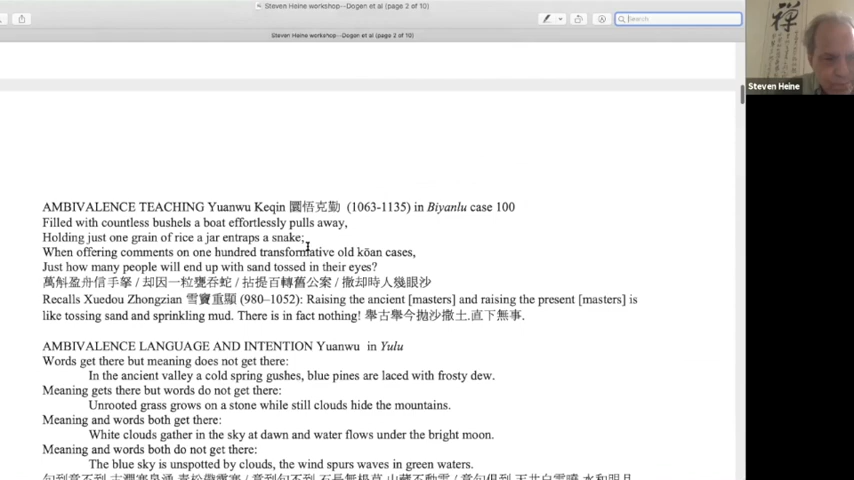 Steven Heine workshop--Dogen et al (page 2 of 10)
Search
Steven Heine workshop--Dogen et al (page 2 of 10)
禪
Steven Heine
AMBIVALENCE TEACHING Yuanwu Keqin 圜悟克勤 (1063-1135) in Biyanlu case 100
Filled with countless bushels a boat effortlessly pulls away,
Holding just one grain of rice a jar entraps a snake;
When offering comments on one hundred transformative old kōan cases,
Just how many people will end up with sand tossed in their eyes?
萬斛盈舟信手拏 / 却因一粒甕吞蛇 / 拈提百轉舊公案 / 撒却時人幾眼沙
Recalls Xuedou Zhongzian 雪竇重顯 (980–1052): Raising the ancient [masters] and raising the present [masters] is
like tossing sand and sprinkling mud. There is in fact nothing! 舉古舉今拋沙撒土.直下無事.
AMBIVALENCE LANGUAGE AND INTENTION Yuanwu in Yulu
Words get there but meaning does not get there:
In the ancient valley a cold spring gushes, blue pines are laced with frosty dew.
Meaning gets there but words do not get there:
Unrooted grass grows on a stone while still clouds hide the mountains.
Meaning and words both get there:
White clouds gather in the sky at dawn and water flows under the bright moon.
Meaning and words both do not get there:
The blue sky is unspotted by clouds, the wind spurs waves in green waters.